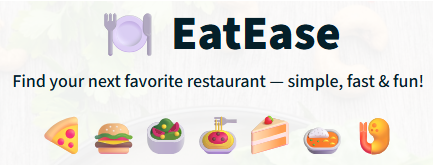 EatEase
Find your next favorite restaurant — simple, fast & fun!